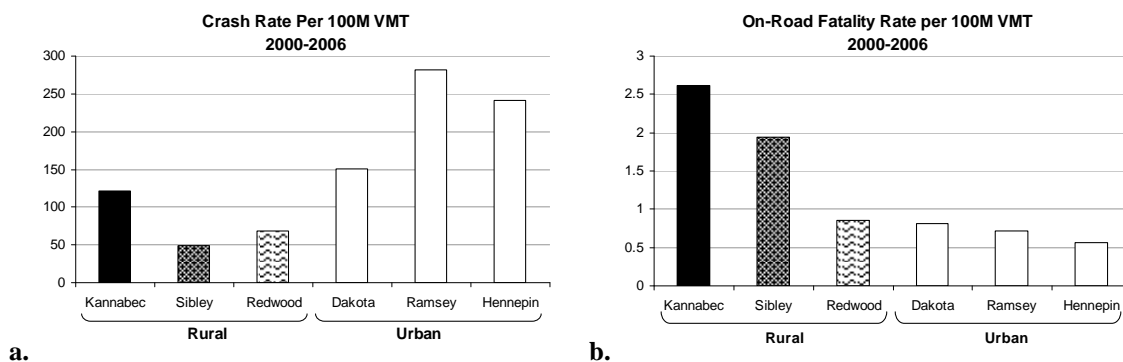 Crash Rate Per 100M VMT
2000-2006
300
250
200
150
100
50
0
Kannabec Sibley Redwood Dakota Ramsey Hennepin
Rural Urban
a.
On-Road Fatality Rate per 100M VMT
2000-2006
3
2.5
2
1.5
1
0.5
0
Kannabec Sibley Redwood Dakota Ramsey Hennepin
Rural Urban
b.